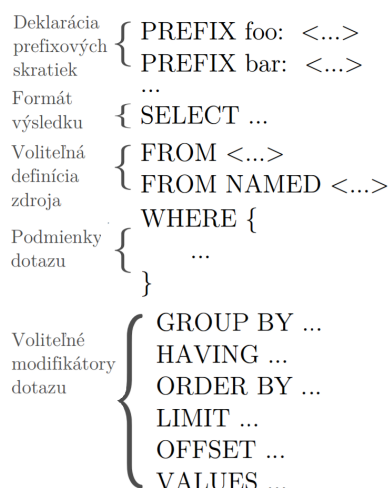 Deklarácia
prefixových
skratiek
PREFIX foo: <...>
PREFIX bar: <...>
...
Formát
výsledku
SELECT ...
Voliteľná
definícia
zdroja
FROM <...>
FROM NAMED <...>
Podmienky
dotazu
WHERE {
...
}
Voliteľné
modifikátory
dotazu
GROUP BY ...
HAVING ...
ORDER BY ...
LIMIT ...
OFFSET ...
VALUES ...